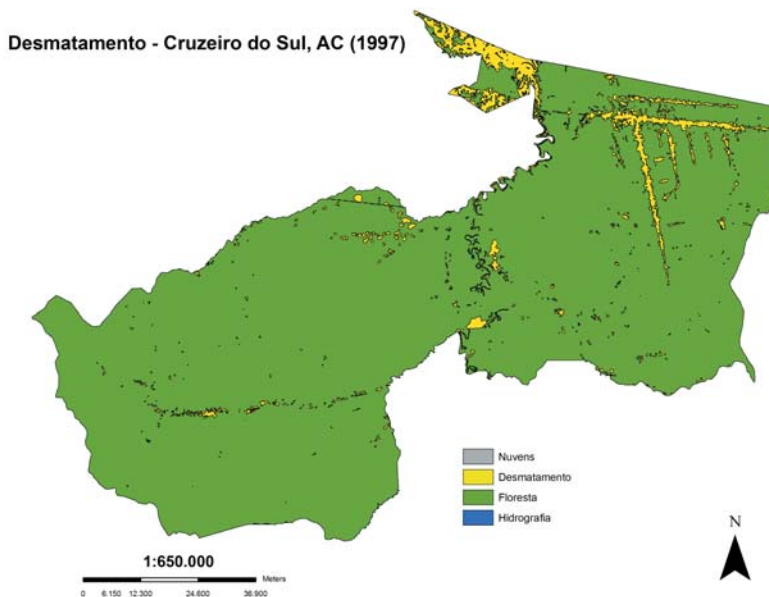 Desmatamento - Cruzeiro do Sul, AC (1997)
Nuvens
Desmatamento
Floresta
Hidrografia
N
1:650.000
Meters
0 6.150 12.300 24.600 36.900